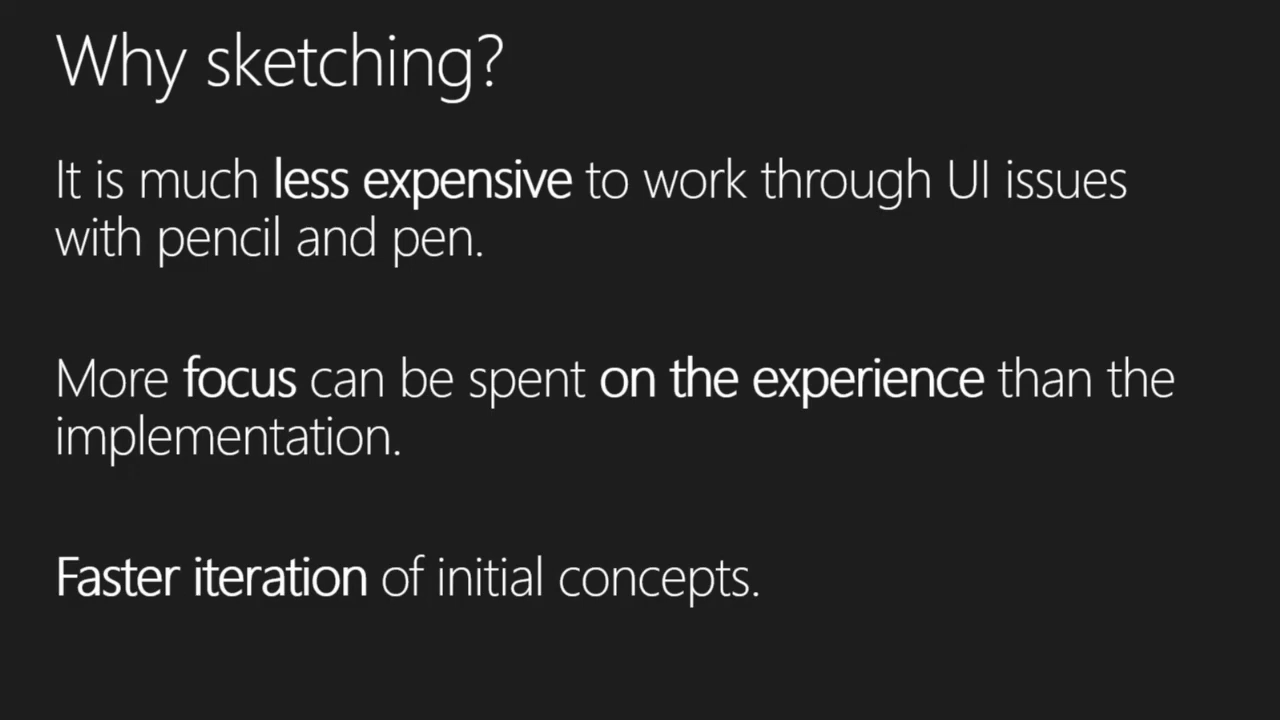 Why sketching?
It is much less expensive to work through UI issues
with pencil and pen.
More focus can be spent on the experience than the
implementation.
Faster iteration of initial concepts.